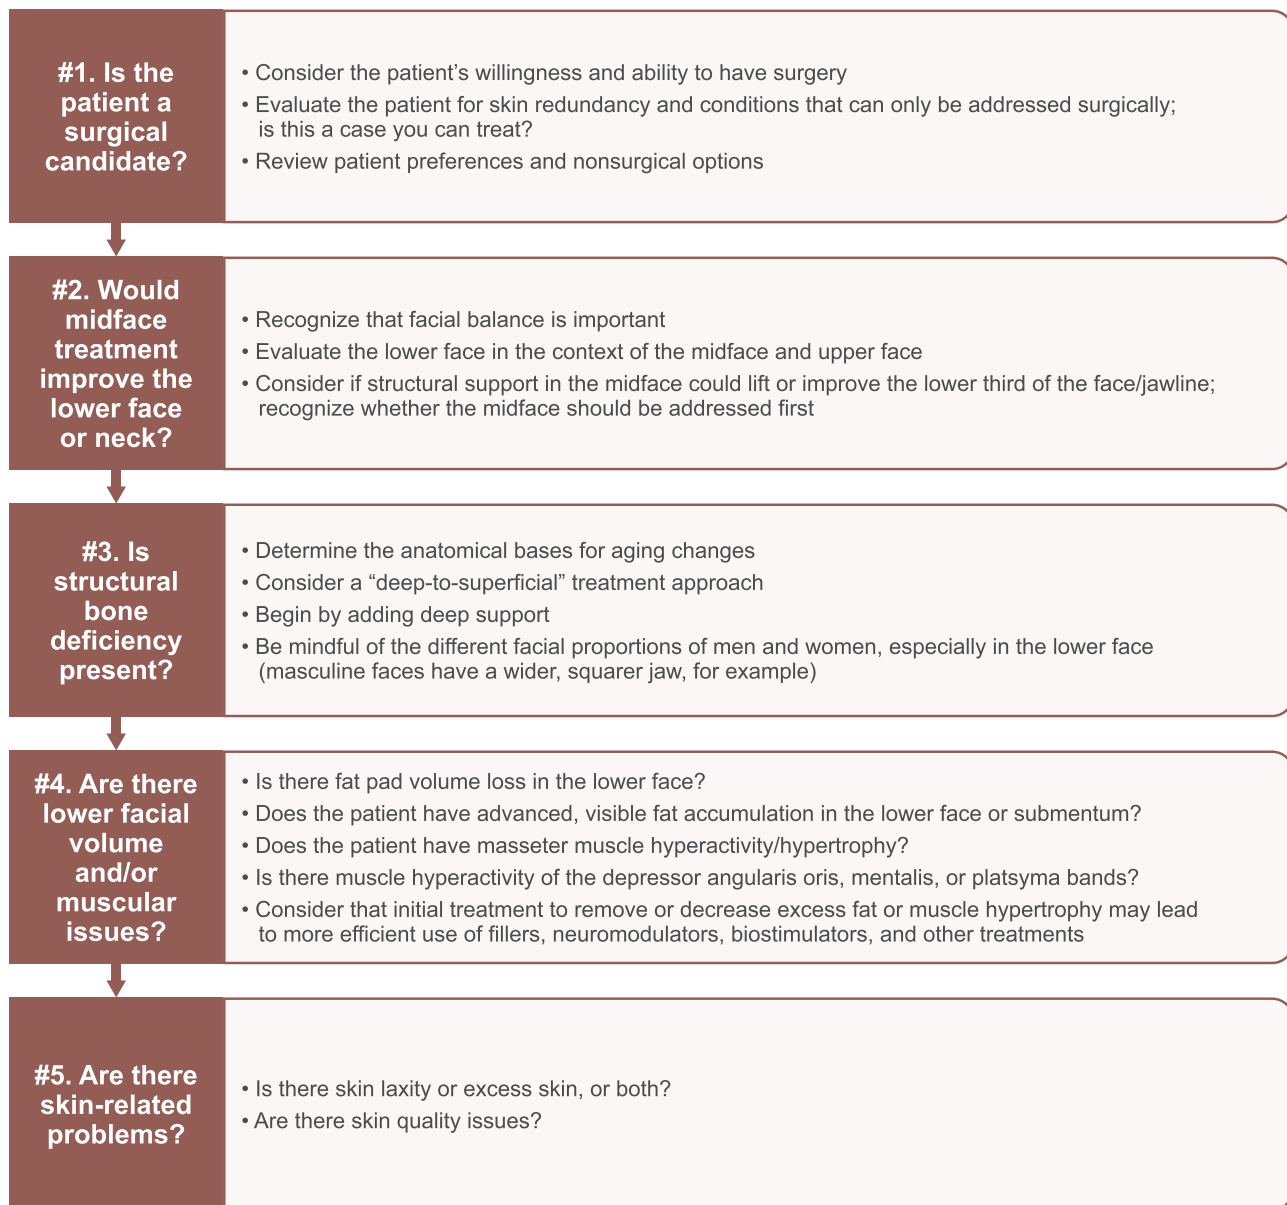 #1. Is the
patient a
surgical
candidate?
• Consider the patient’s willingness and ability to have surgery
• Evaluate the patient for skin redundancy and conditions that can only be addressed surgically;
is this a case you can treat?
• Review patient preferences and nonsurgical options
#2. Would
midface
treatment
improve the
lower face
or neck?
• Recognize that facial balance is important
• Evaluate the lower face in the context of the midface and upper face
• Consider if structural support in the midface could lift or improve the lower third of the face/jawline;
recognize whether the midface should be addressed first
#3. Is
structural
bone
deficiency
present?
• Determine the anatomical bases for aging changes
• Consider a “deep-to-superficial” treatment approach
• Begin by adding deep support
• Be mindful of the different facial proportions of men and women, especially in the lower face
(masculine faces have a wider, squarer jaw, for example)
#4. Are there
lower facial
volume
and/or
muscular
issues?
• Is there fat pad volume loss in the lower face?
• Does the patient have advanced, visible fat accumulation in the lower face or submentum?
• Does the patient have masseter muscle hyperactivity/hypertrophy?
• Is there muscle hyperactivity of the depressor angularis oris, mentalis, or platsyma bands?
• Consider that initial treatment to remove or decrease excess fat or muscle hypertrophy may lead
to more efficient use of fillers, neuromodulators, biostimulators, and other treatments
#5. Are there
skin-related
problems?
• Is there skin laxity or excess skin, or both?
• Are there skin quality issues?